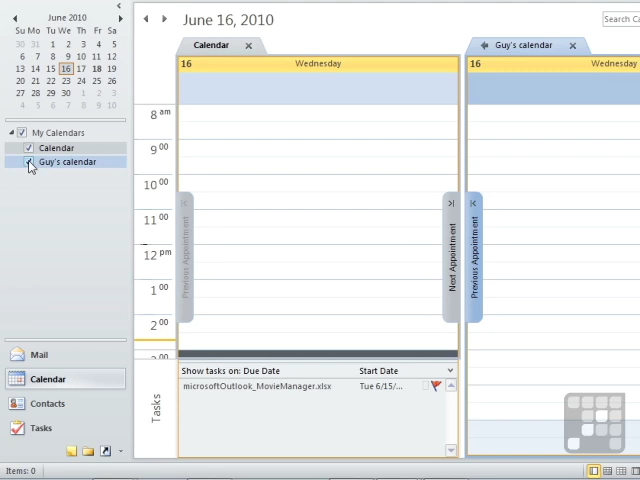 June 2010
Su Mo Tu We Th Fr Sa
30 31 1 2 3 4 5
6 7 8 9 10 11 12
13 14 15 16 17 18 19
20 21 22 23 24 25 26
27 28 29 30 1 2 3
4 5 6 7 8 9 10
My Calendars
Calendar
Guy's calendar
Mail
Calendar
Contacts
Tasks
Items: 0
June 16, 2010
Search Ca
Calendar
Guy's calendar
16 Wednesday
16 Wednesday
8 am
9 00
10 00
11 00
12 pm
1 00
2 00
Previous Appointment
Next Appointment
Previous Appointment
Tasks
Show tasks on: Due Date Start Date
microsoftOutlook_MovieManager.xlsx Tue 6/15/...